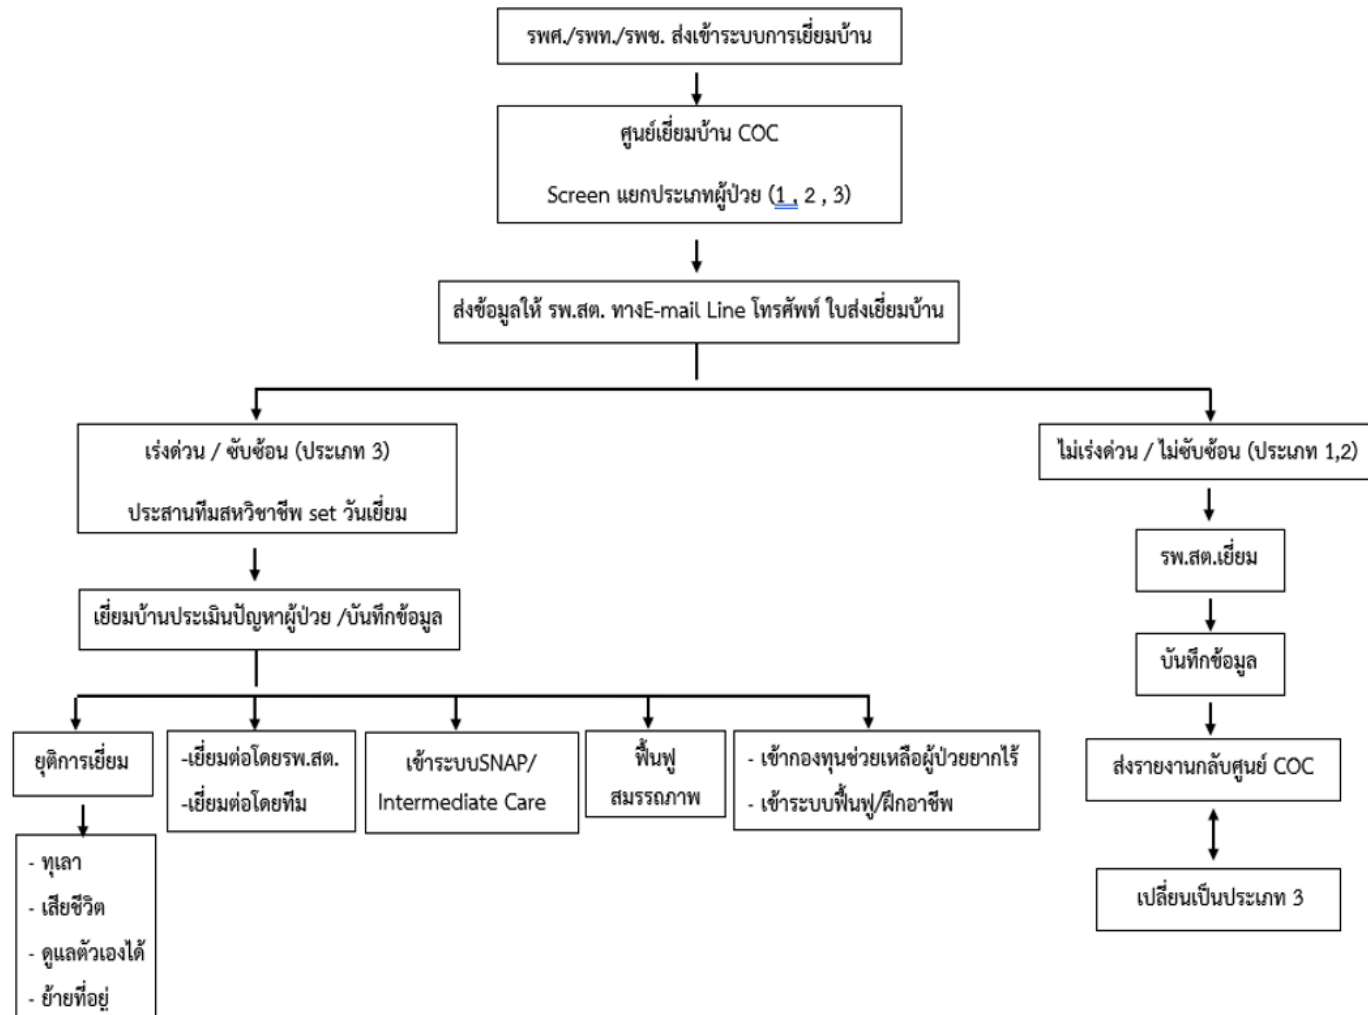 รพศ./รพท./รพช. ส่งเข้าระบบการเยี่ยมบ้าน
ศูนย์เยี่ยมบ้าน COC
Screen แยกประเภทผู้ป่วย (1 , 2 , 3)
ส่งข้อมูลให้ รพ.สต. ทางE-mail Line โทรศัพท์ ใบส่งเยี่ยมบ้าน
เร่งด่วน / ซับซ้อน (ประเภท 3)
ประสานทีมสหวิชาชีพ set วันเยี่ยม
เยี่ยมบ้านประเมินปัญหาผู้ป่วย /บันทึกข้อมูล
ยุติการเยี่ยม
- ทุเลา
- เสียชีวิต
- ดูแลตัวเองได้
- ย้ายที่อยู่
-เยี่ยมต่อโดยรพ.สต.
-เยี่ยมต่อโดยทีม
เข้าระบบSNAP/
Intermediate Care
ฟื้นฟู
สมรรถภาพ
- เข้ากองทุนช่วยเหลือผู้ป่วยยากไร้
- เข้าระบบฟื้นฟู/ฝึกอาชีพ
ไม่เร่งด่วน / ไม่ซับซ้อน (ประเภท 1,2)
รพ.สต.เยี่ยม
บันทึกข้อมูล
ส่งรายงานกลับศูนย์ COC
เปลี่ยนเป็นประเภท 3